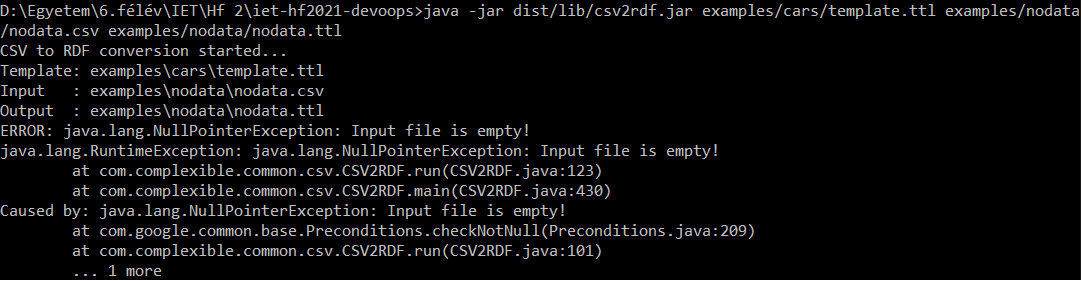 D:\Egyetem\6.félév\IET\Hf 2\iet-hf2021-devoops>java -jar dist/lib/csv2rdf.jar examples/cars/template.ttl examples/nodata
/nodata.csv examples/nodata/nodata.ttl
CSV to RDF conversion started...
Template: examples\cars\template.ttl
Input   : examples\nodata\nodata.csv
Output  : examples\nodata\nodata.ttl
ERROR: java.lang.NullPointerException: Input file is empty!
java.lang.RuntimeException: java.lang.NullPointerException: Input file is empty!
        at com.complexible.common.csv.CSV2RDF.run(CSV2RDF.java:123)
        at com.complexible.common.csv.CSV2RDF.main(CSV2RDF.java:430)
Caused by: java.lang.NullPointerException: Input file is empty!
        at com.google.common.base.Preconditions.checkNotNull(Preconditions.java:209)
        at com.complexible.common.csv.CSV2RDF.run(CSV2RDF.java:101)
        ... 1 more